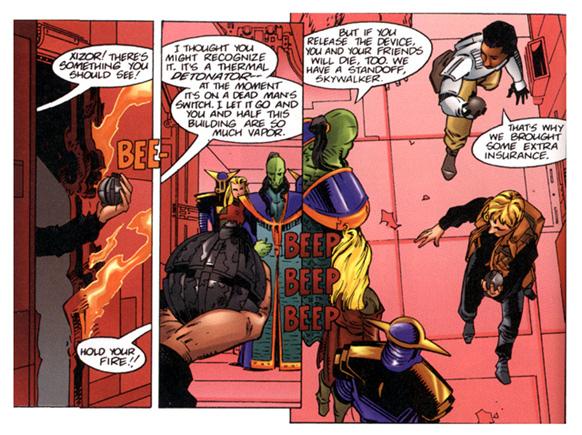 XIZOR! THERE'S
SOMETHING YOU
SHOULD SEE!
BEE-
HOLD YOUR
FIRE!!
I THOUGHT YOU
MIGHT RECOGNIZE
IT. IT'S A THERMAL
DETONATOR--
AT THE MOMENT
IT'S ON A DEAD MAN'S
SWITCH. I LET IT GO AND
YOU AND HALF THIS
BUILDING ARE SO
MUCH VAPOR.
BEEP
BEEP
BEEP
BUT IF YOU
RELEASE THE DEVICE,
YOU AND YOUR FRIENDS
WILL DIE, TOO. WE
HAVE A STANDOFF,
SKYWALKER.
THAT'S WHY
WE BROUGHT
SOME EXTRA
INSURANCE.